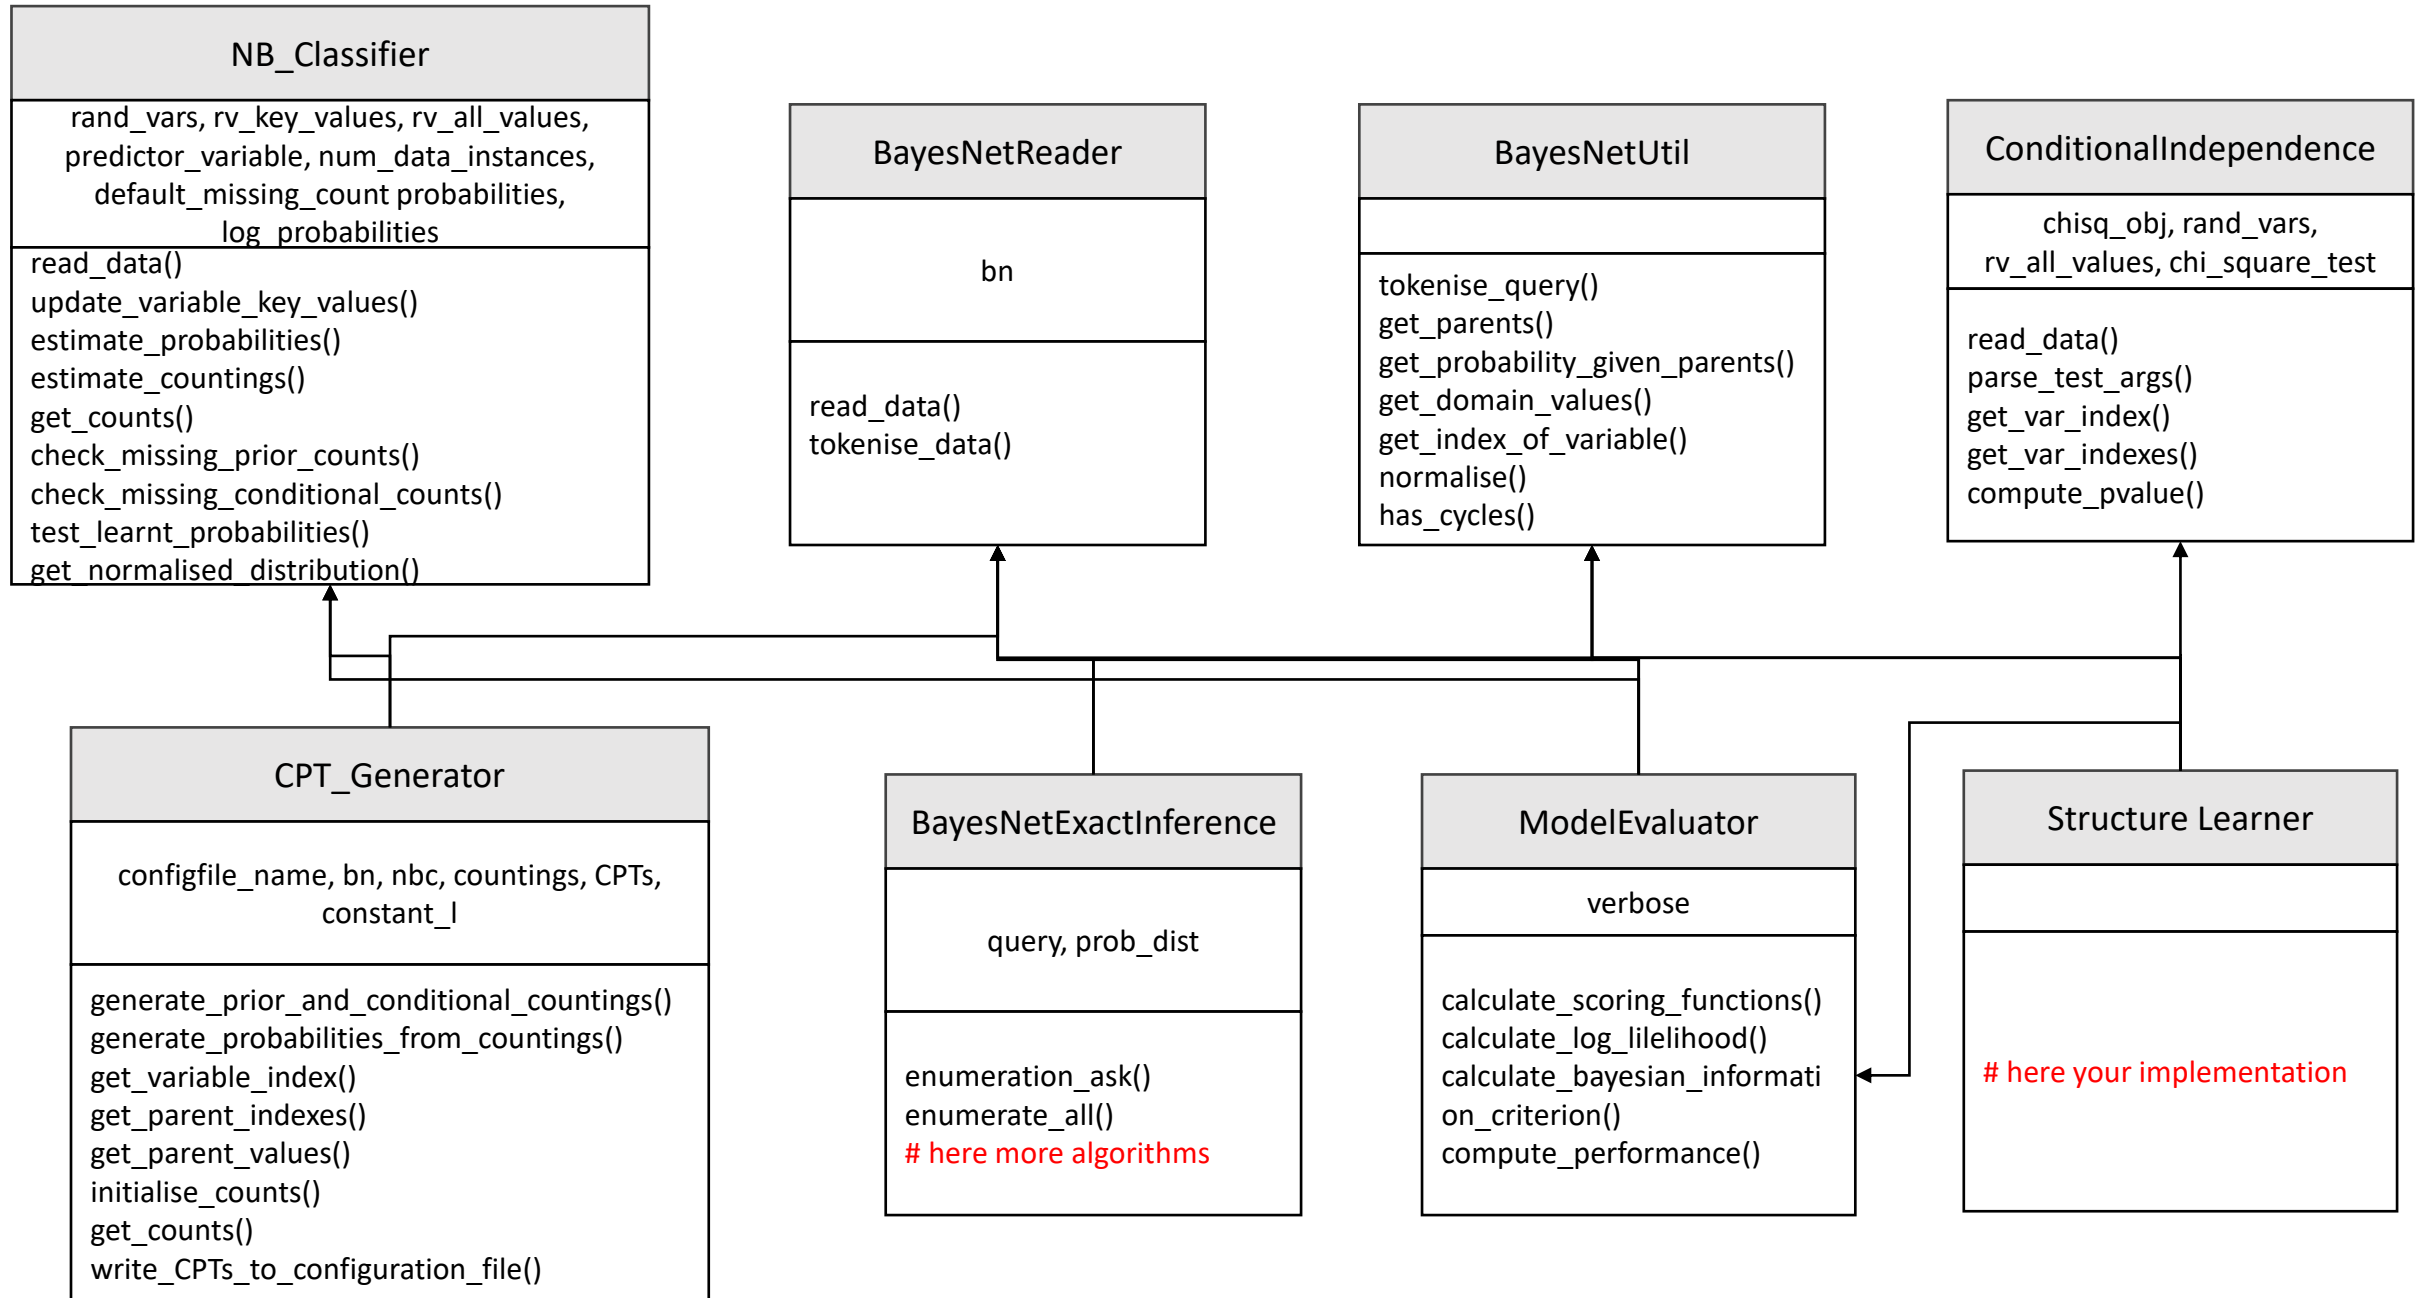 NB_Classifier
rand_vars, rv_key_values, rv_all_values,
predictor_variable, num_data_instances,
default_missing_count probabilities,
log_probabilities
read_data()
update_variable_key_values()
estimate_probabilities()
estimate_countings()
get_counts()
check_missing_prior_counts()
check_missing_conditional_counts()
test_learnt_probabilities()
get_normalised_distribution()
BayesNetReader
bn
read_data()
tokenise_data()
BayesNetUtil
tokenise_query()
get_parents()
get_probability_given_parents()
get_domain_values()
get_index_of_variable()
normalise()
has_cycles()
ConditionalIndependence
chisq_obj, rand_vars,
rv_all_values, chi_square_test
read_data()
parse_test_args()
get_var_index()
get_var_indexes()
compute_pvalue()
CPT_Generator
configfile_name, bn, nbc, countings, CPTs,
constant_l
generate_prior_and_conditional_countings()
generate_probabilities_from_countings()
get_variable_index()
get_parent_indexes()
get_parent_values()
initialise_counts()
get_counts()
write_CPTs_to_configuration_file()
BayesNetExactInference
query, prob_dist
enumeration_ask()
enumerate_all()
# here more algorithms
ModelEvaluator
verbose
calculate_scoring_functions()
calculate_log_lilelihood()
calculate_bayesian_informati
on_criterion()
compute_performance()
Structure Learner
# here your implementation